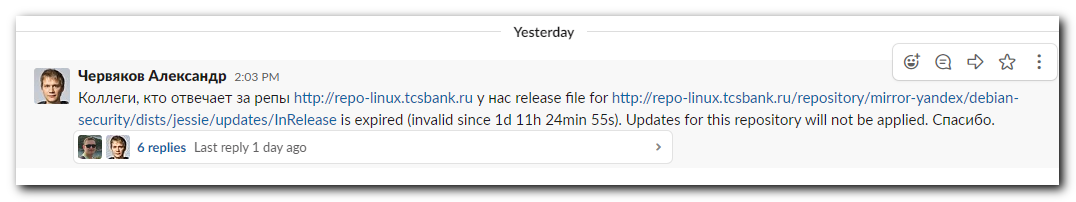 Yesterday
Червяков Александр 2:03 PM
Коллеги, кто отвечает за репы http://repo-linux.tcsbank.ru у нас release file for http://repo-linux.tcsbank.ru/repository/mirror-yandex/debian-
security/dists/jessie/updates/InRelease is expired (invalid since 1d 11h 24min 55s). Updates for this repository will not be applied. Спасибо.
6 replies Last reply 1 day ago